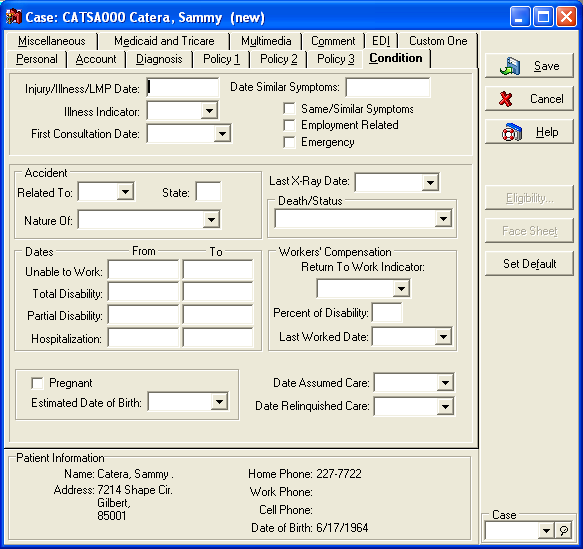 Case: CATSA000 Catera, Sammy (new)
Miscellaneous Medicaid and Tricare Multimedia Comment EDI Custom One
Personal Account Diagnosis Policy 1 Policy 2 Policy 3 Condition
Injury/Illness/LMP Date: Date Similar Symptoms:
Illness Indicator: Same/Similar Symptoms
First Consultation Date: Employment Related
Emergency
Save
Cancel
Help
Eligibility...
Face Sheet
Set Default
Accident
Related To: State:
Nature Of:
Last X-Ray Date:
Death/Status
Dates From To
Unable to Work:
Total Disability:
Partial Disability:
Hospitalization:
Workers' Compensation
Return To Work Indicator:
Percent of Disability:
Last Worked Date:
Pregnant
Estimated Date of Birth:
Date Assumed Care:
Date Relinquished Care:
Patient Information
Name: Catera, Sammy .
Address: 7214 Shape Cir.
Gilbert,
85001
Home Phone: 227-7722
Work Phone:
Cell Phone:
Date of Birth: 6/17/1964
Case